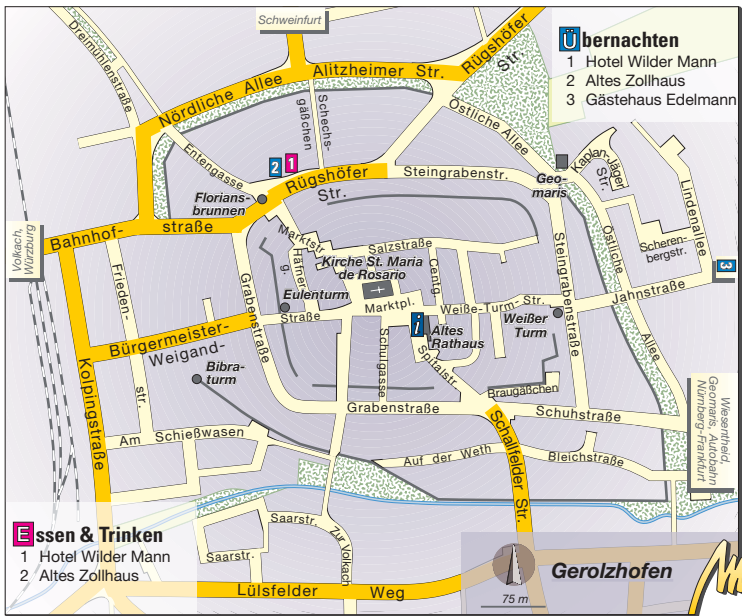 Schweinfurt
Dreimühlenstraße
Nördliche Allee
Alitzheimer Str.
Rügshöfer
Str.
Übernachten
1 Hotel Wilder Mann
2 Altes Zollhaus
3 Gästehaus Edelmann
Schechs-
gäßchen
Östliche Allee
Entengasse
2 1
Rügshöfer
Str.
Steingrabenstr.
Geo-
maris
Kaplan-Jäger
Str.
Lindenallee
Florians-
brunnen
Volkach,
Würzburg
Bahnhof-
straße
Marktstr.
Salzstraße
Kirche St. Maria
de Rosario
Häfner
g.
Centg.
Steingrabenstraße
Östliche
Scheren-
bergstr.
3
Frieden-
str.
Grabenstraße
Eulenturm
Marktpl.
Weiße-Turm-Str.
Jahnstraße
Straße
Bürgermeister-
Weigand-
i
Altes
Rathaus
Weißer
Turm
Kolpingstraße
Bibra-
turm
Schulgasse
Spitalstr.
Allee
Braugäßchen
Grabenstraße
Schuhstraße
Wiesentheid,
Geomaris, Autobahn
Nürnberg-Frankfurt
Am Schießwasen
Schallfelder Str.
Auf der Weth
Bleichstraße
Essen & Trinken
1 Hotel Wilder Mann
2 Altes Zollhaus
Saarstr.
Saarstr.
Zur Volkach
Lülsfelder Weg
75 m
Gerolzhofen